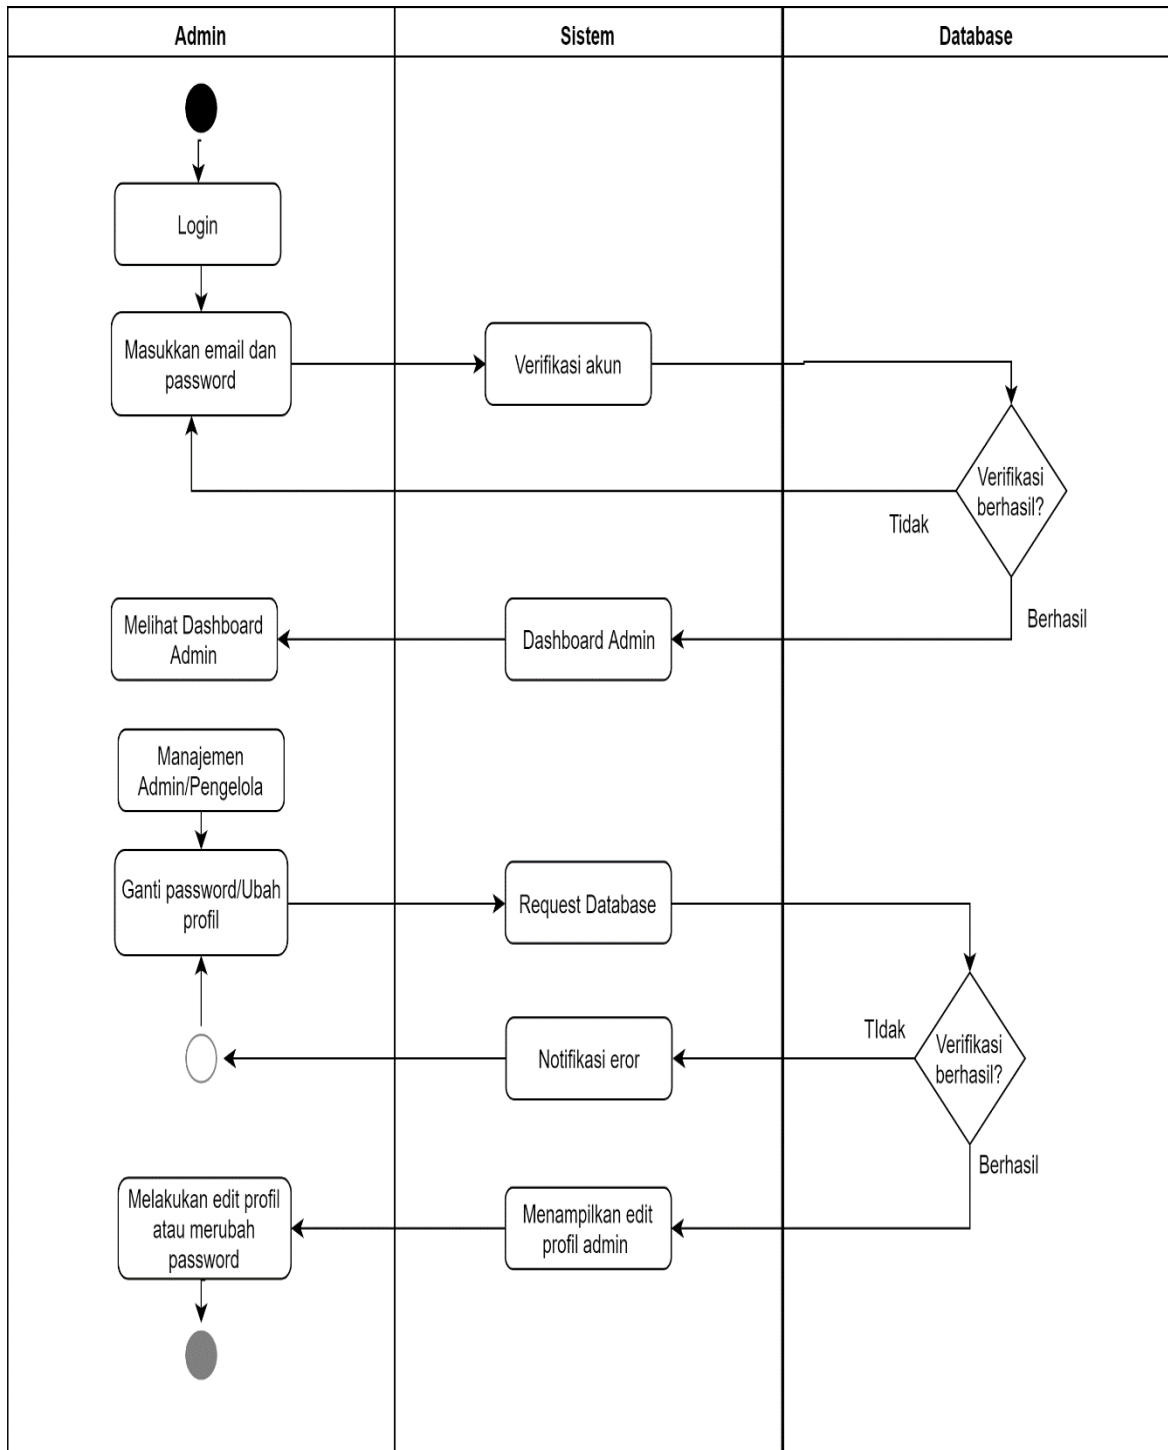 Admin
Sistem
Database
Login
Masukkan email dan
password
Verifikasi akun
Verifikasi
berhasil?
Tidak
Berhasil
Dashboard Admin
Melihat Dashboard
Admin
Manajemen
Admin/Pengelola
Ganti password/Ubah
profil
Request Database
Verifikasi
berhasil?
TIdak
Notifikasi eror
Berhasil
Menampilkan edit
profil admin
Melakukan edit profil
atau merubah
password